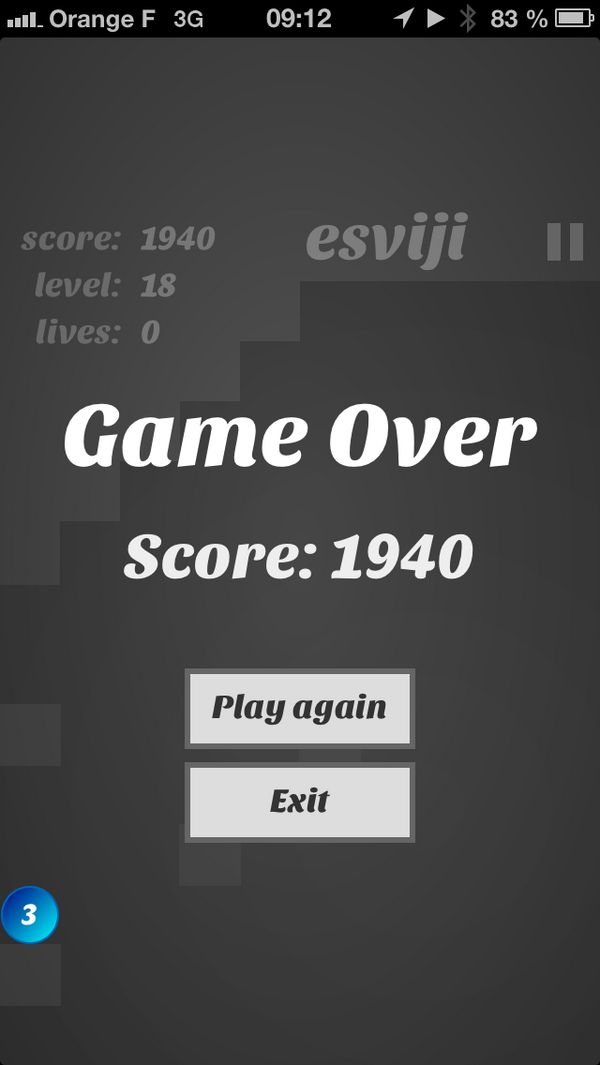 Orange F 3G 09:12 83 %
score: 1940
esviji
level: 18
lives: 0
Game Over
Score: 1940
Play again
Exit
3